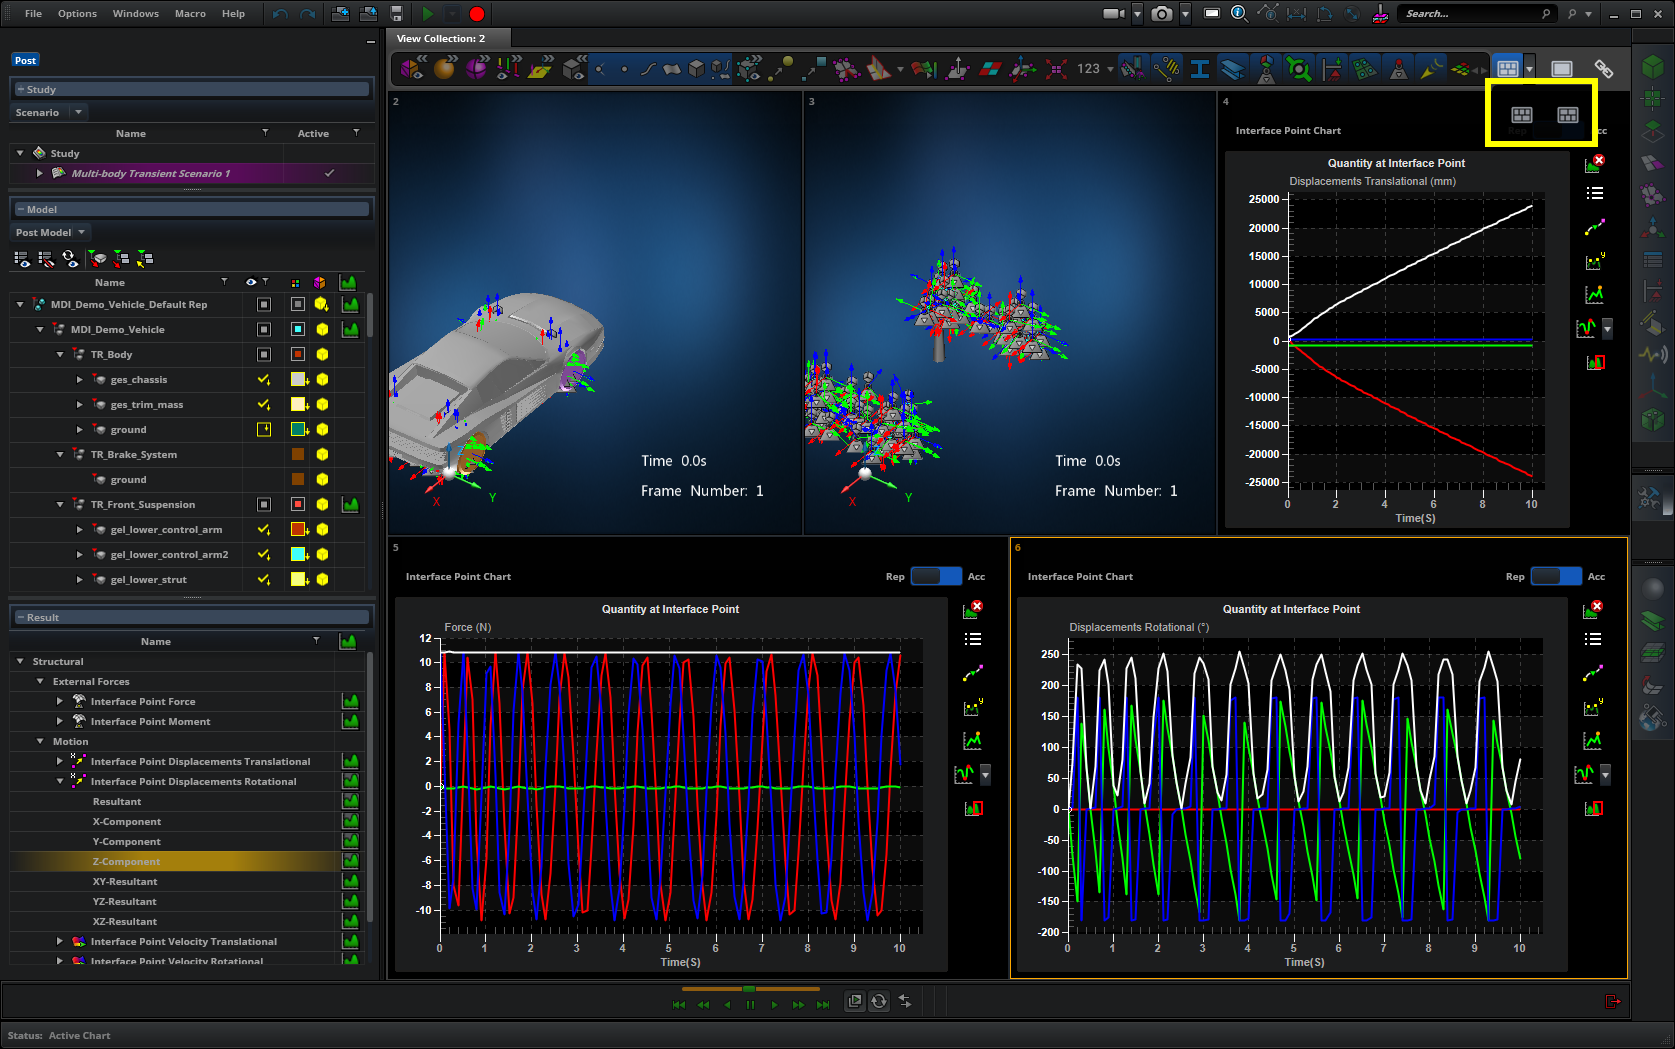 File Options Windows Macro Help
Search...
View Collection: 2
Post
Study
Scenario
Name Active
Study
Multi-body Transient Scenario 1
Model
Post Model
Name
MDI_Demo_Vehicle_Default Rep
MDI_Demo_Vehicle
TR_Body
ges_chassis
ges_trim_mass
ground
TR_Brake_System
ground
TR_Front_Suspension
gel_lower_control_arm
gel_lower_control_arm2
gel_lower_strut
Result
Name
Structural
External Forces
Interface Point Force
Interface Point Moment
Motion
Interface Point Displacements Translational
Interface Point Displacements Rotational
Resultant
X-Component
Y-Component
Z-Component
XY-Resultant
YZ-Resultant
XZ-Resultant
Interface Point Velocity Translational
Interface Point Velocity Rotational
123
2
Time 0.0s
Frame Number: 1
X Y
3
Time 0.0s
Frame Number: 1
X Y
4
Interface Point Chart Rep cc
Quantity at Interface Point
Displacements Translational (mm)
25000
20000
15000
10000
5000
0
-5000
-10000
-15000
-20000
-25000
0 2 4 6 8 10
Time(S)
5
Interface Point Chart Rep Acc
Quantity at Interface Point
Force (N)
12
10
8
6
4
2
0
-2
-4
-6
-8
-10
0 1 2 3 4 5 6 7 8 9 10
Time(S)
6
Interface Point Chart Rep Acc
Quantity at Interface Point
Displacements Rotational (°)
250
200
150
100
50
0
-50
-100
-150
-200
0 1 2 3 4 5 6 7 8 9 10
Time(S)
Status: Active Chart